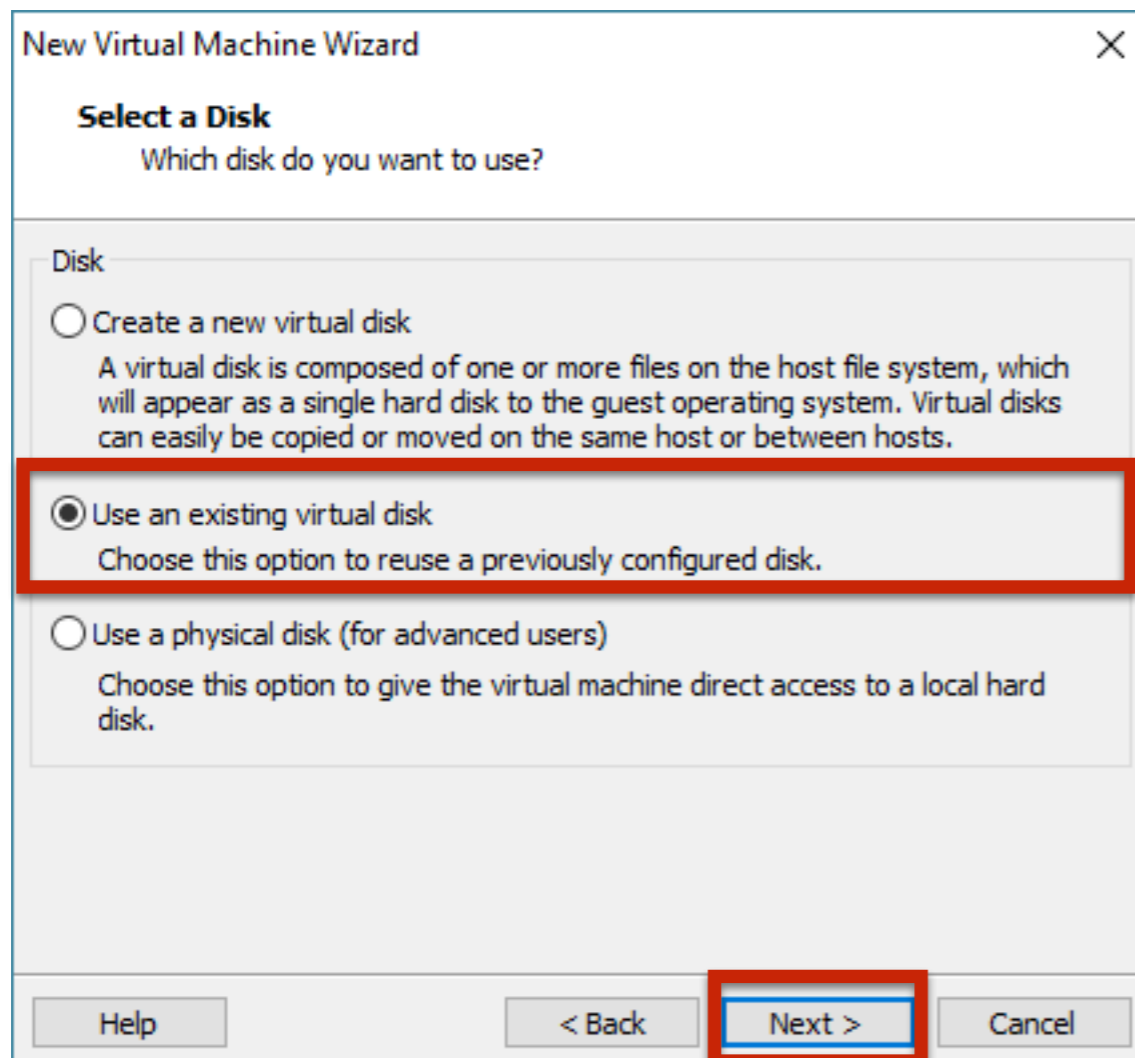 New Virtual Machine Wizard
Select a Disk
Which disk do you want to use?
Disk
Create a new virtual disk
A virtual disk is composed of one or more files on the host file system, which
will appear as a single hard disk to the guest operating system. Virtual disks
can easily be copied or moved on the same host or between hosts.
Use an existing virtual disk
Choose this option to reuse a previously configured disk.
Use a physical disk (for advanced users)
Choose this option to give the virtual machine direct access to a local hard
disk.
Help < Back Next > Cancel